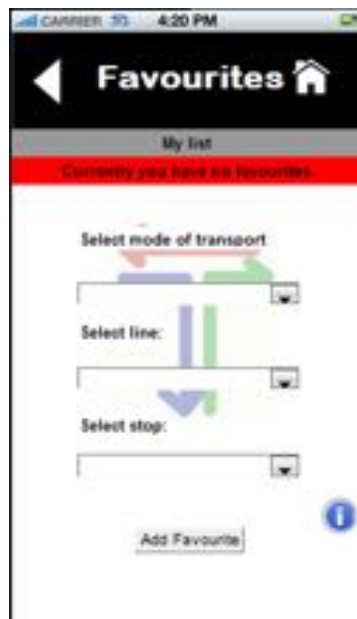 CARRIER 3G 4:20 PM
Favourites
My list
Currently you have no favourites.
Select mode of transport
Select line:
Select stop:
Add Favourite